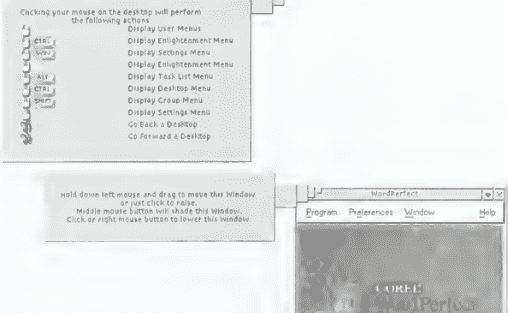 Clicking your mouse on the desktop will perform
the following actions
Display User Menus
CTRL Display Enlightenment Menu
SHFT Display Settings Menu
Display Enlightenment Menu
ALT Display Task List Menu
CTRL Display Desktop Menu
SHFT Display Group Menu
Display Settings Menu
Go Back a Desktop
Go Forward a Desktop
Hold down left mouse and drag to move this Window
or just click to raise.
Middle mouse button will shade this Window.
Click or right mouse button to lower this Window.
WordPerfect
Program Preferences Window Help
COREL
WordPerfect